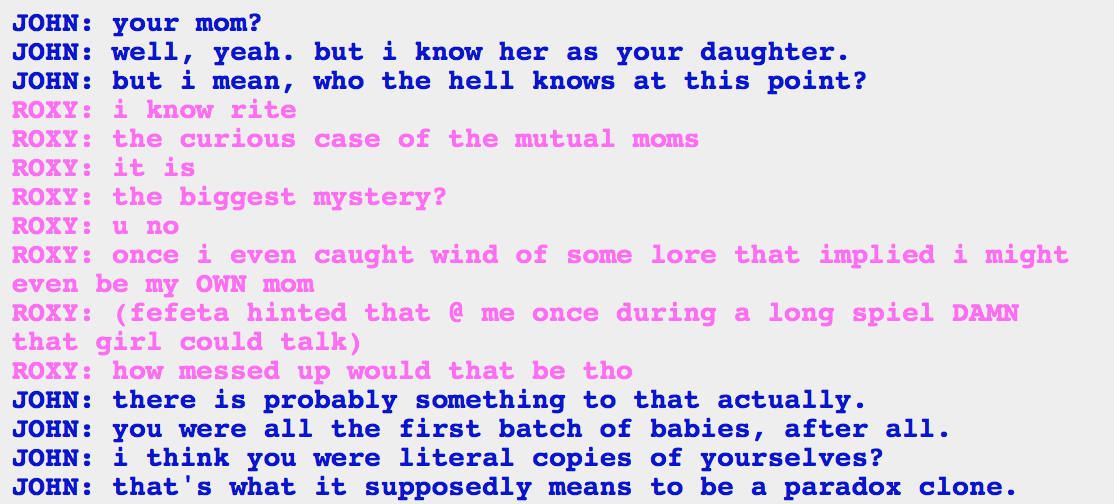 JOHN: your mom?
JOHN: well, yeah. but i know her as your daughter.
JOHN: but i mean, who the hell knows at this point?
ROXY: i know rite
ROXY: the curious case of the mutual moms
ROXY: it is
ROXY: the biggest mystery?
ROXY: u no
ROXY: once i even caught wind of some lore that implied i might
even be my OWN mom
ROXY: (fefeta hinted that @ me once during a long spiel DAMN
that girl could talk)
ROXY: how messed up would that be tho
JOHN: there is probably something to that actually.
JOHN: you were all the first batch of babies, after all.
JOHN: i think you were literal copies of yourselves?
JOHN: that's what it supposedly means to be a paradox clone.